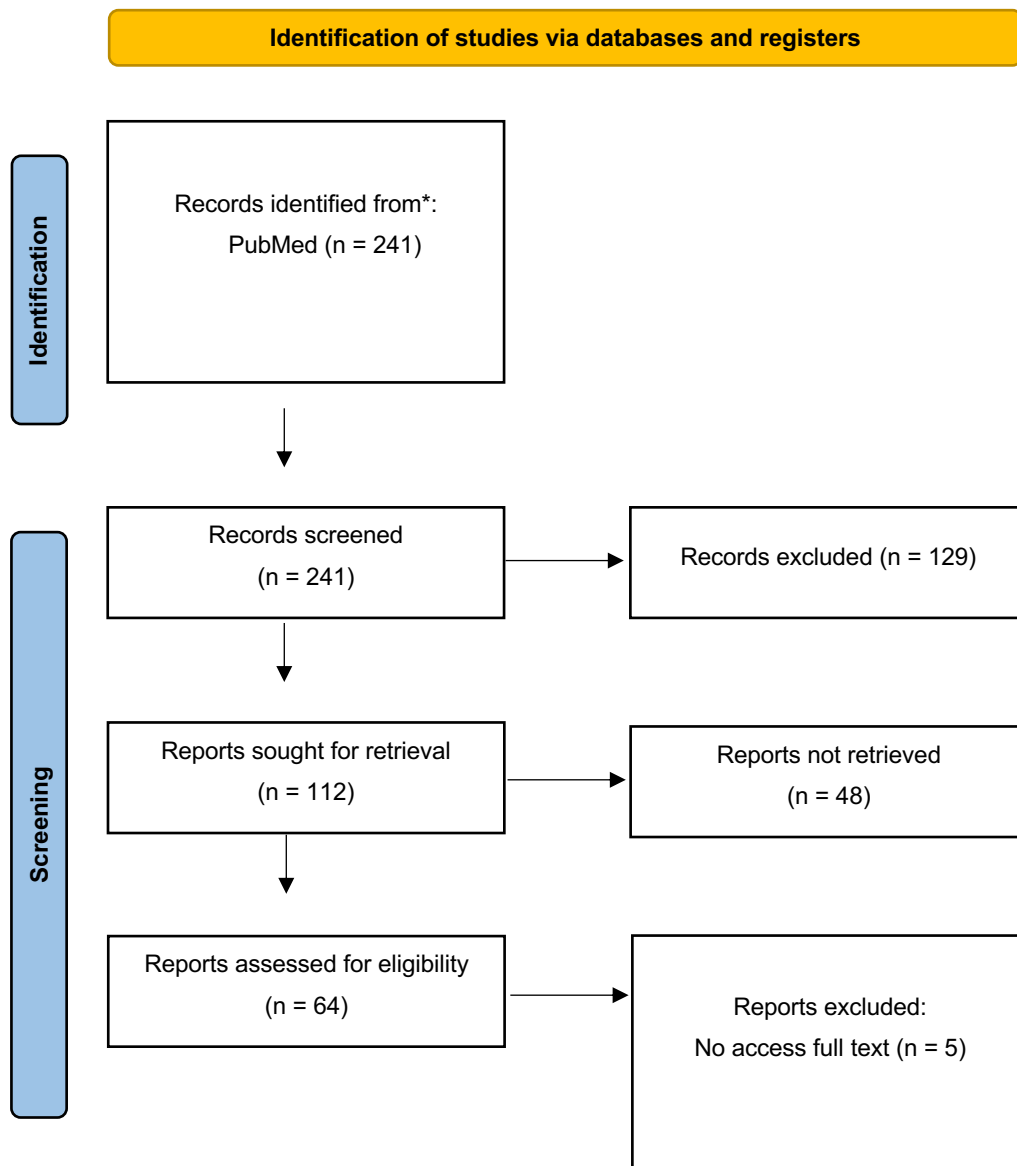 Identification of studies via databases and registers
Identification
Records identified from*:
PubMed (n = 241)
Screening
Records screened
(n = 241)
Records excluded (n = 129)
Reports sought for retrieval
(n = 112)
Reports not retrieved
(n = 48)
Reports assessed for eligibility
(n = 64)
Reports excluded:
No access full text (n = 5)